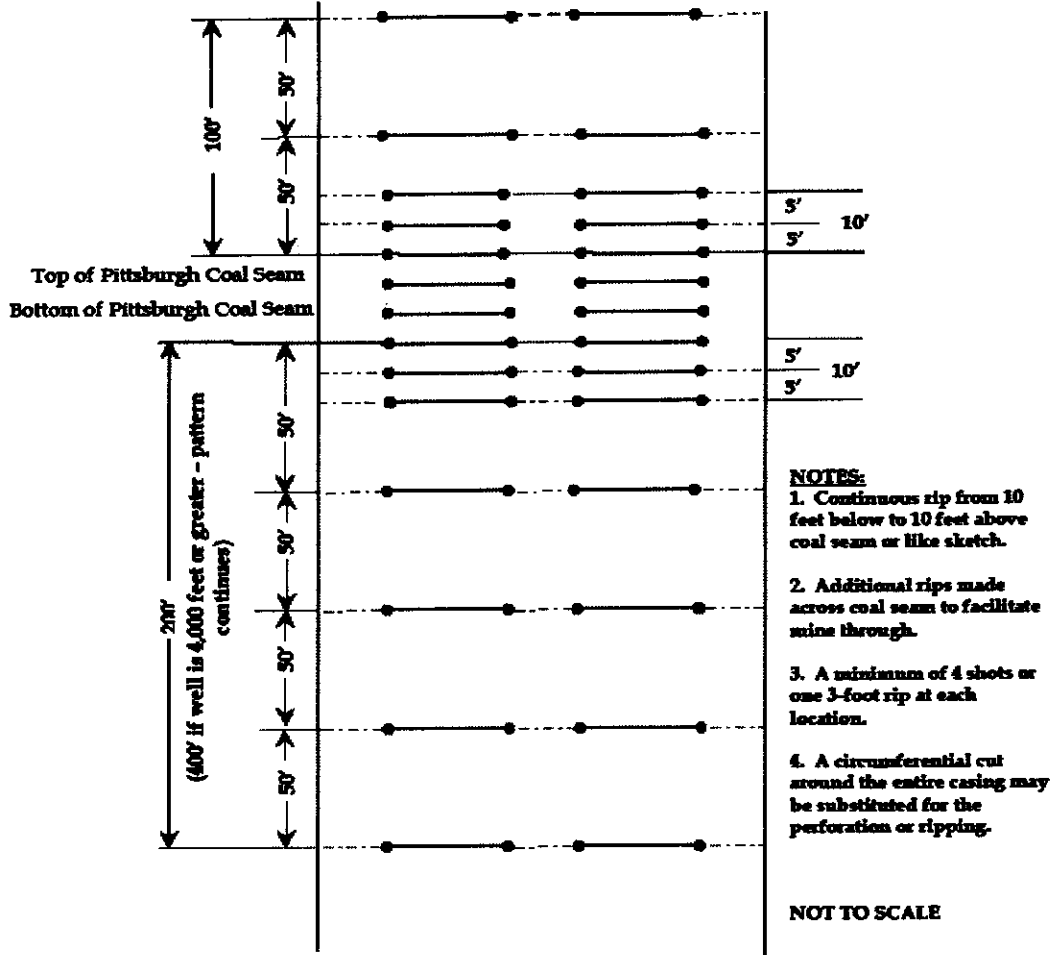 50'
100'
50'
5'
10'
5'
Top of Pittsburgh Coal Seam
Bottom of Pittsburgh Coal Seam
5'
10'
5'
50'
200'
(400' if well is 4,000 feet or greater – pattern
continues)
50'
50'
50'
NOTES:
1. Continuous rip from 10
feet below to 10 feet above
coal seam or like sketch.
2. Additional rips made
across coal seam to facilitate
mine through.
3. A minimum of 4 shots or
one 3-foot rip at each
location.
4. A circumferential cut
around the entire casing may
be substituted for the
perforation or ripping.
NOT TO SCALE